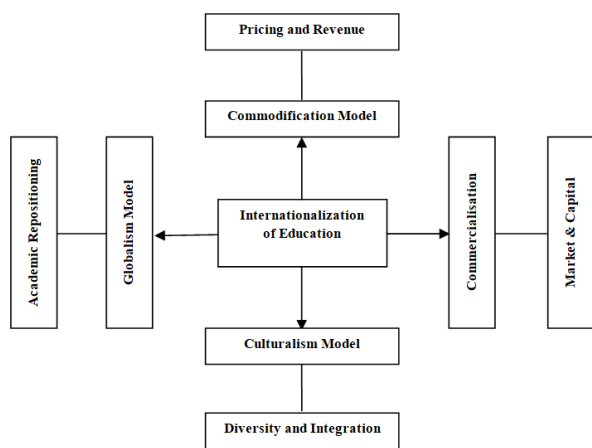 Pricing and Revenue
Commodification Model
Academic Repositioning
Globalism Model
Internationalization
of Education
Commercialisation
Market & Capital
Culturalism Model
Diversity and Integration